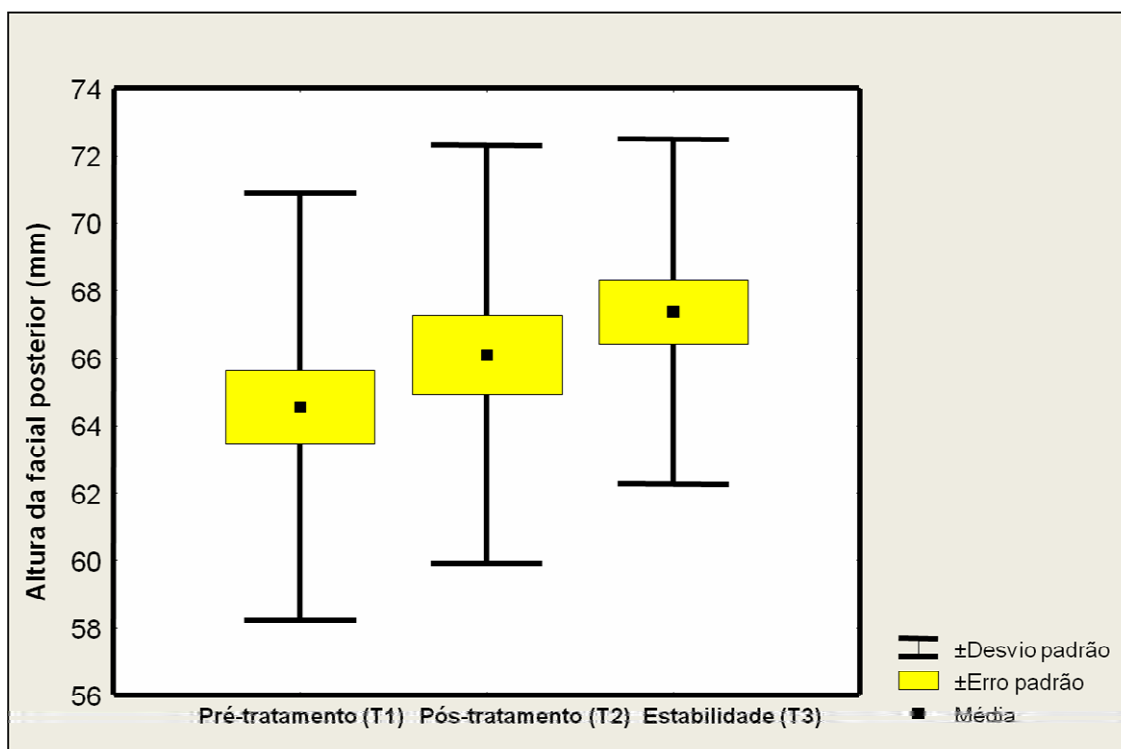 74
72
70
68
66
64
62
60
58
56
Altura da facial posterior (mm)
Pré-tratamento (T1) Pós-tratamento (T2) Estabilidade (T3)
±Desvio padrão
±Erro padrão
Média